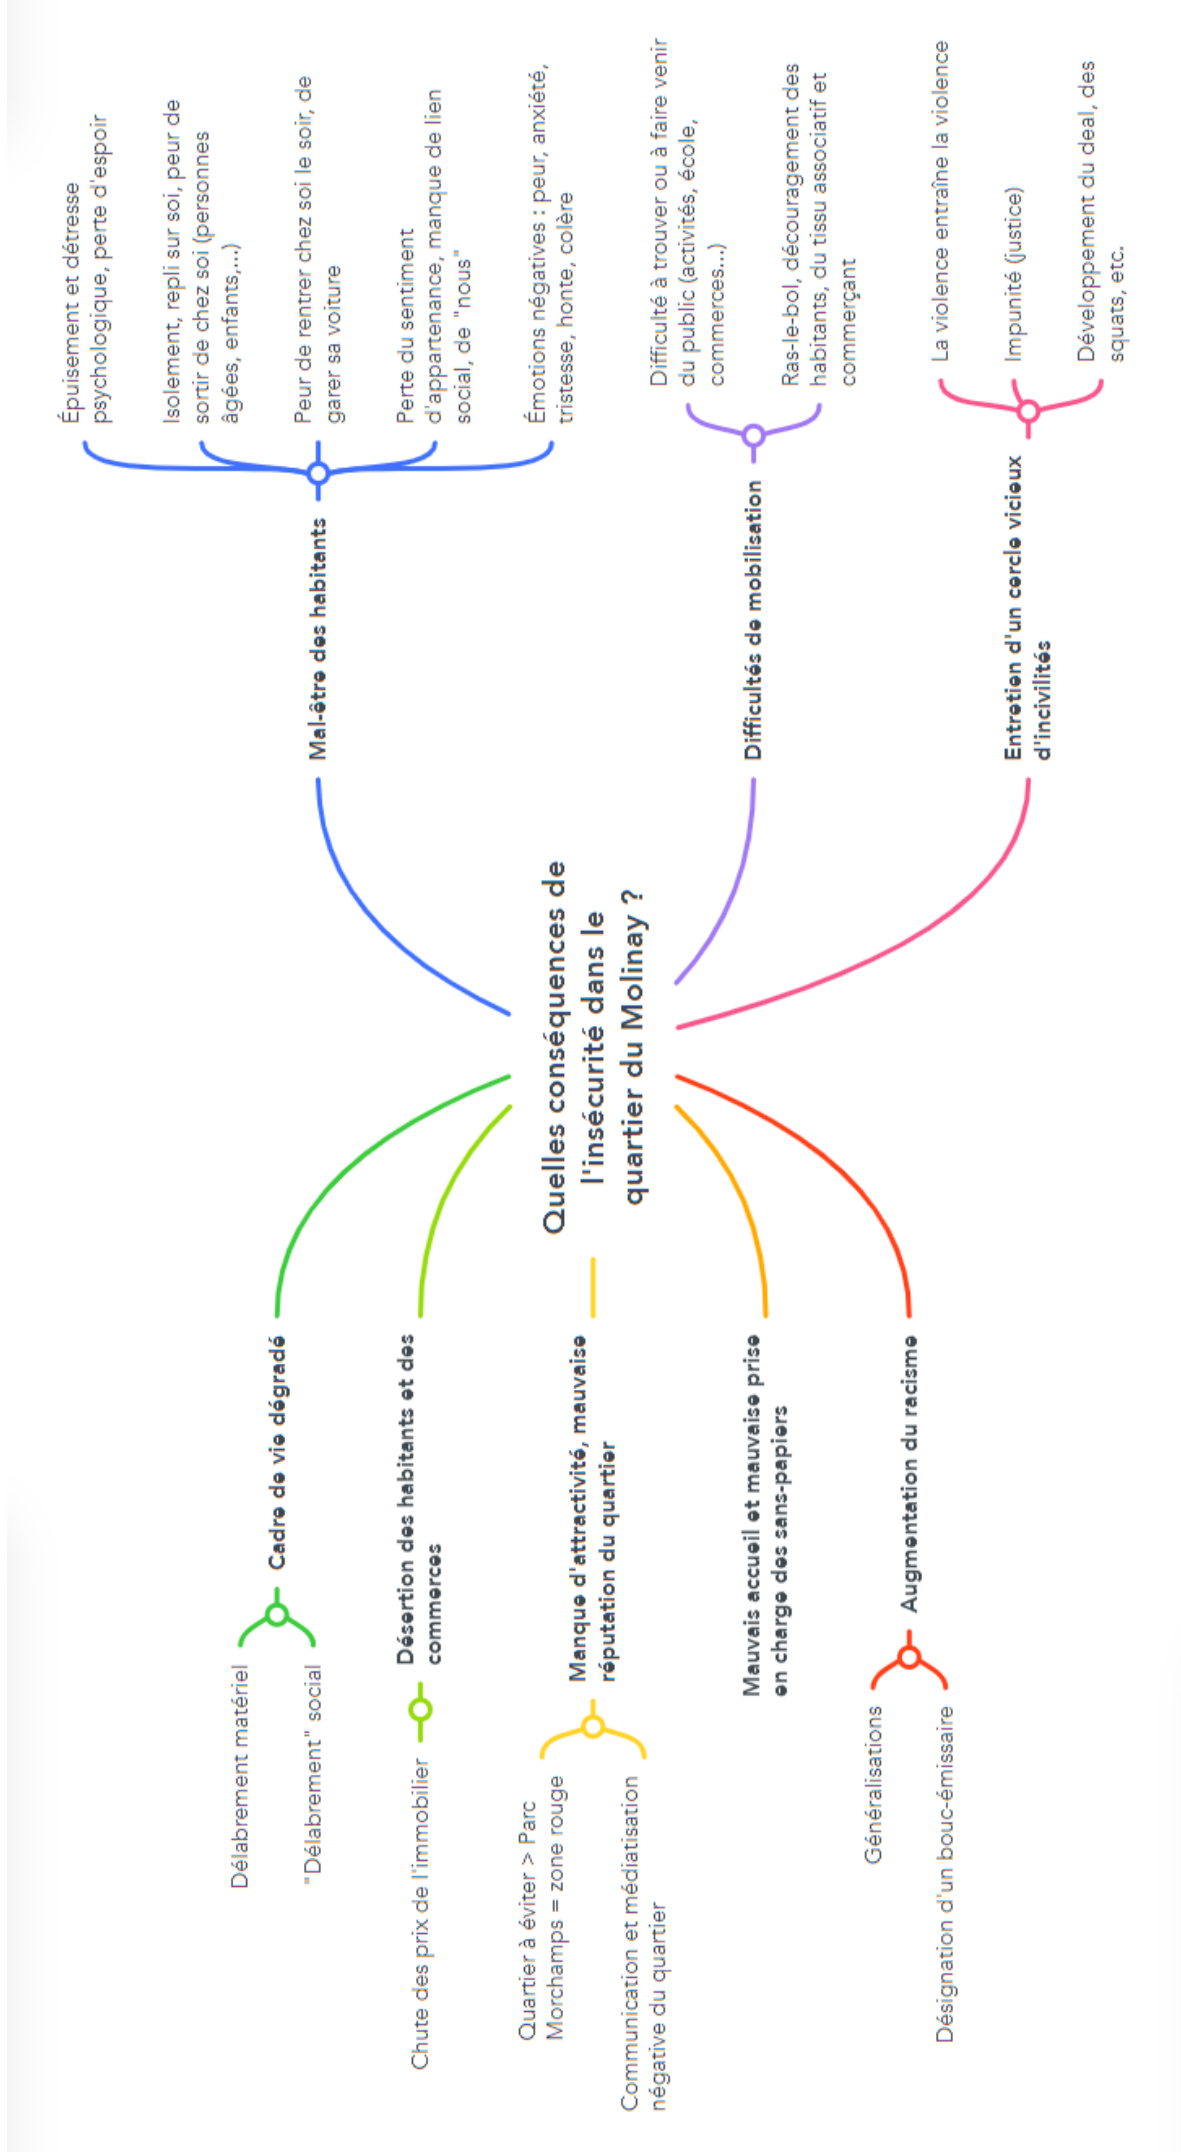 Quelles conséquences de
l'insécurité dans le
quartier du Molinay ?
Mal-être des habitants
Épuisement et détresse
psychologique, perte d'espoir
Isolement, repli sur soi, peur de
sortir de chez soi (personnes
âgées, enfants,...)
Peur de rentrer chez soi le soir, de
garer sa voiture
Perte du sentiment
d'appartenance, manque de lien
social, de "nous"
Émotions négatives : peur, anxiété,
tristesse, honte, colère
Difficultés de mobilisation
Difficulté à trouver ou à faire venir
du public (activités, école,
commerces...)
Ras-le-bol, découragement des
habitants, du tissu associatif et
commerçant
Entretien d'un cercle vicieux
d'incivilités
La violence entraîne la violence
Impunité (justice)
Développement du deal, des
squats, etc.
Cadre de vie dégradé
Délabrement matériel
"Délabrement" social
Désertion des habitants et des
commerces
Chute des prix de l'immobilier
Manque d'attractivité, mauvaise
réputation du quartier
Quartier à éviter > Parc
Morchamps = zone rouge
Communication et médiatisation
négative du quartier
Mauvais accueil et mauvaise prise
en charge des sans-papiers
Augmentation du racisme
Généralisations
Désignation d'un bouc-émissaire